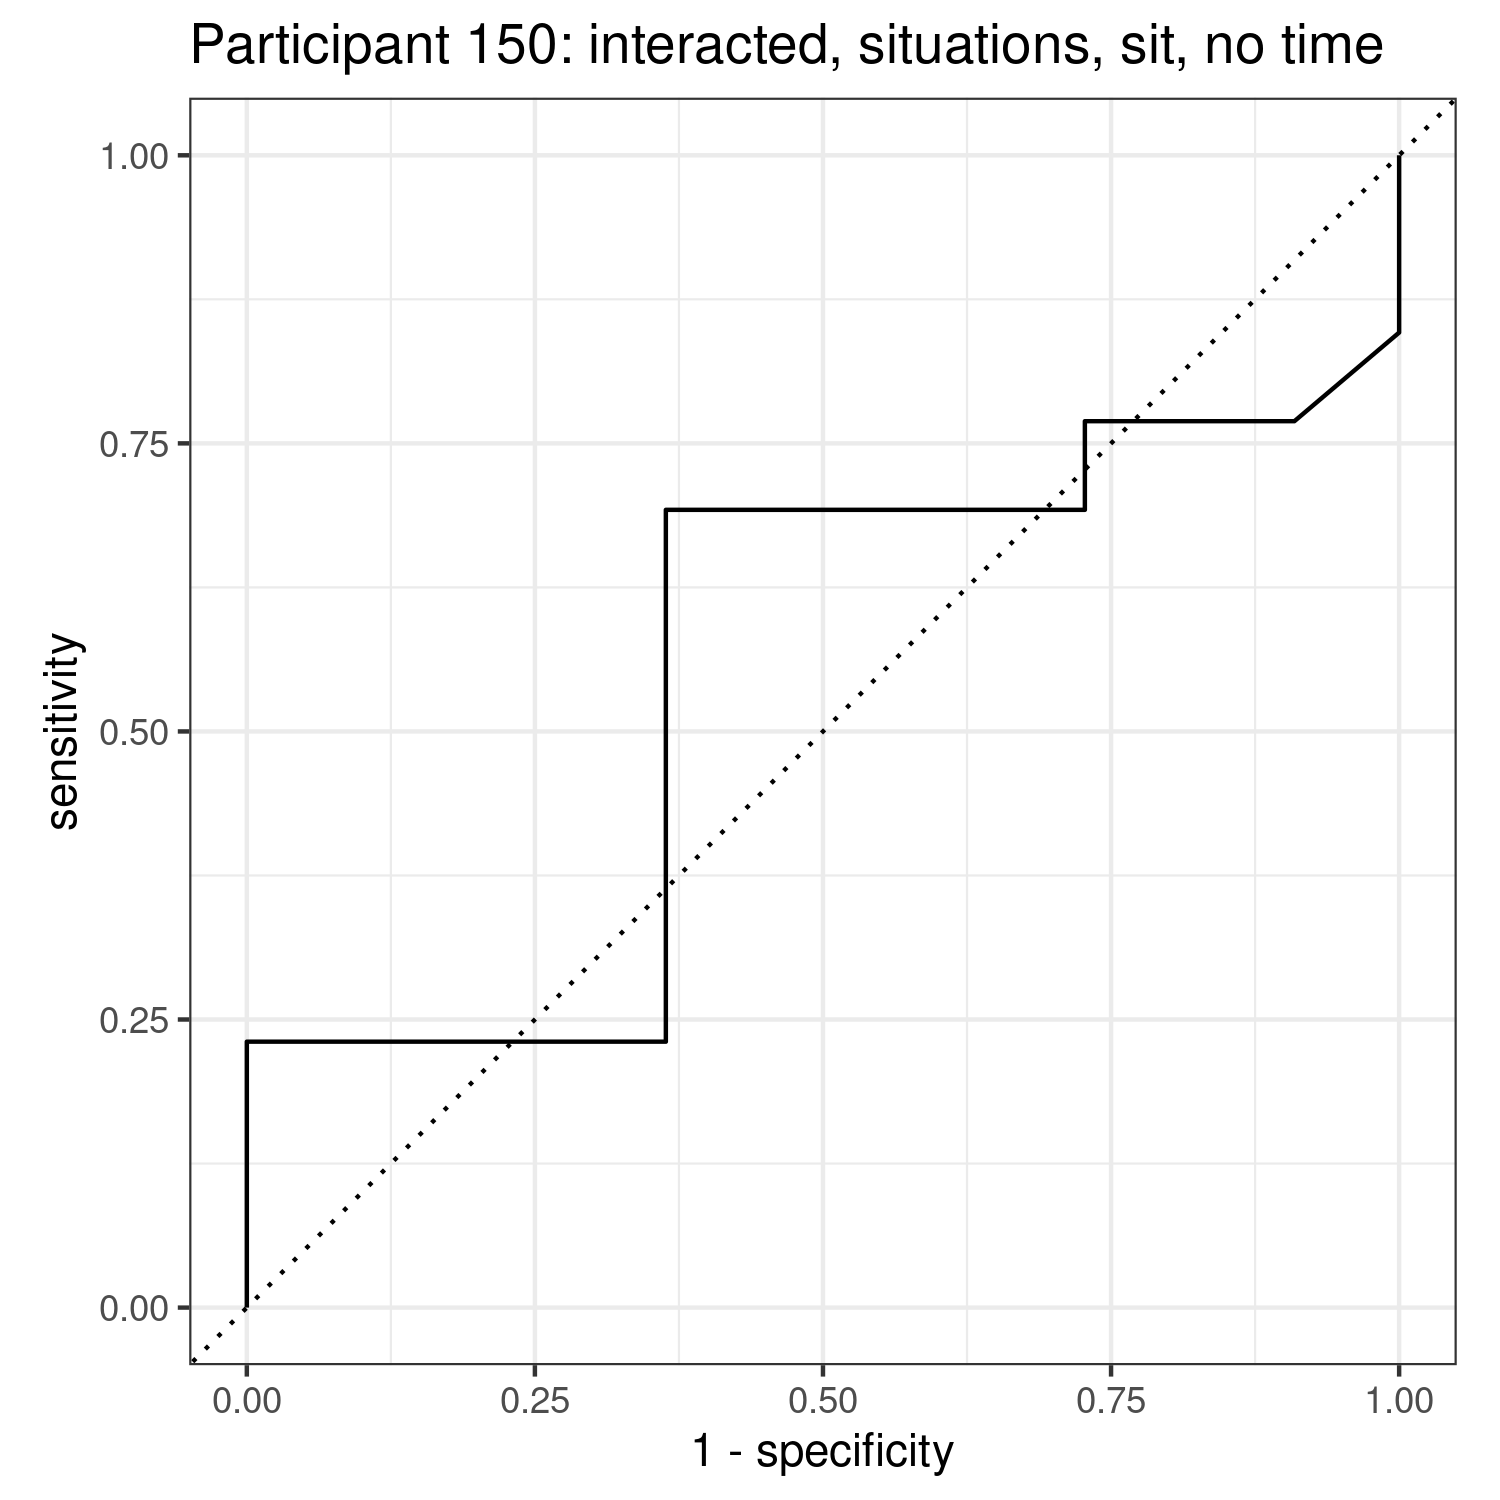 Participant 150: interacted, situations, sit, no time
1.00
0.75
0.50
0.25
0.00
sensitivity
0.00 0.25 0.50 0.75 1.00
1 - specificity